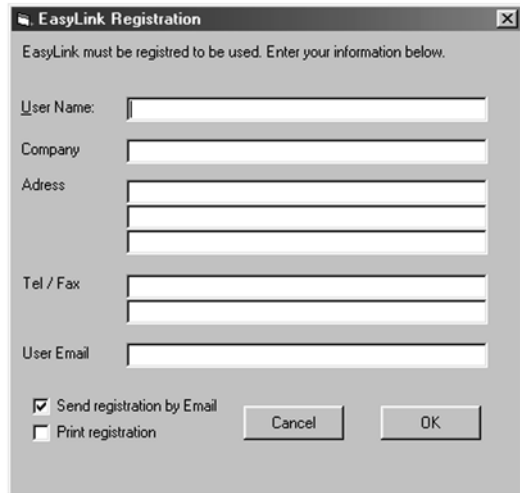 EasyLink Registration
EasyLink must be registred to be used. Enter your information below.
User Name:
Company
Adress
Tel / Fax
User Email
Send registration by Email
Print registration
Cancel
OK